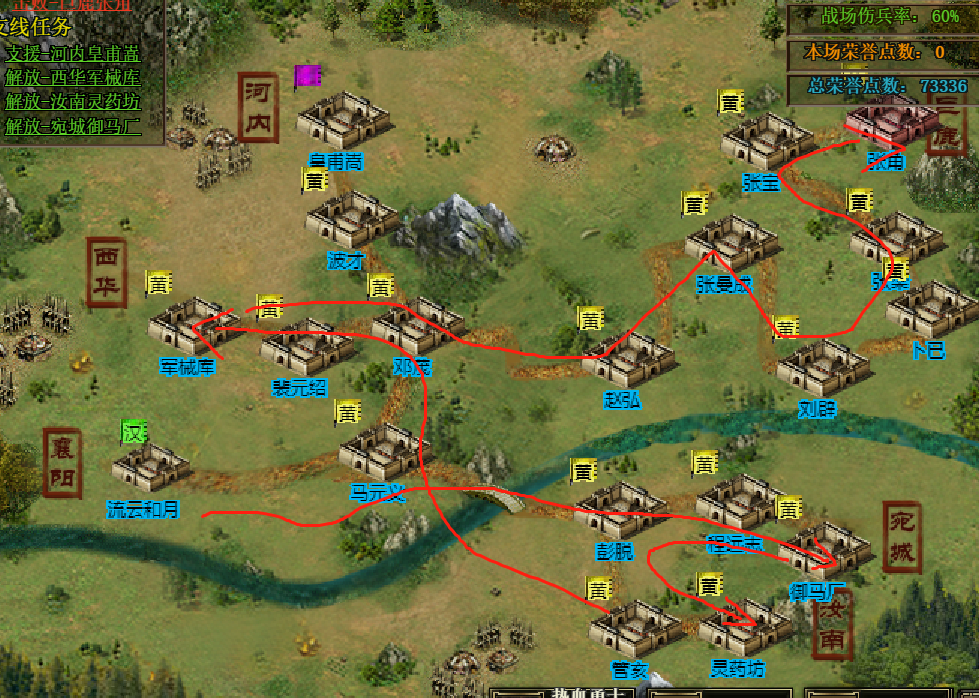 支线任务
支援-河内皇甫嵩
解放-西华军械库
解放-汝南灵药坊
解放-宛城御马厂
战场伤兵率：60%
本场荣誉点数：0
总荣誉点数：73336
河内
皇甫嵩
黄
张宝
黄
张角
黄
波才
黄
张曼成
黄
黄
西华
黄
军械库
黄
裴元绍
黄
邓茂
黄
赵弘
黄
刘辟
卜已
襄阳
汉
流云和月
黄
马元义
黄
彭脱
黄
程远志
黄
御马厂
宛城
黄
管亥
黄
灵药坊
汝南
热血勇士